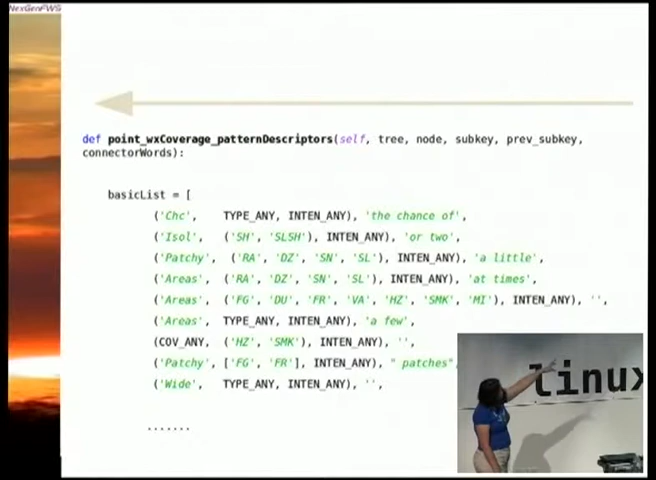 NexGenFWS
def point_wxCoverage_patternDescriptors(self, tree, node, subkey, prev_subkey,
connectorWords):
basicList = [
('Chc', TYPE_ANY, INTEN_ANY), 'the chance of',
('Isol', ('SH', 'SLSH'), INTEN_ANY), 'or two',
('Patchy', ('RA', 'DZ', 'SN', 'SL'), INTEN_ANY), 'a little',
('Areas', ('RA', 'DZ', 'SN', 'SL'), INTEN_ANY), 'at times',
('Areas', ('FG', 'DU', 'FR', 'VA', 'HZ', 'SMK', 'MI'), INTEN_ANY), '',
('Areas', TYPE_ANY, INTEN_ANY), 'a few',
(COV_ANY, ('HZ', 'SMK'), INTEN_ANY), '',
('Patchy', ['FG', 'FR'], INTEN_ANY), " patches",
('Wide', TYPE_ANY, INTEN_ANY), '',
.......
linux